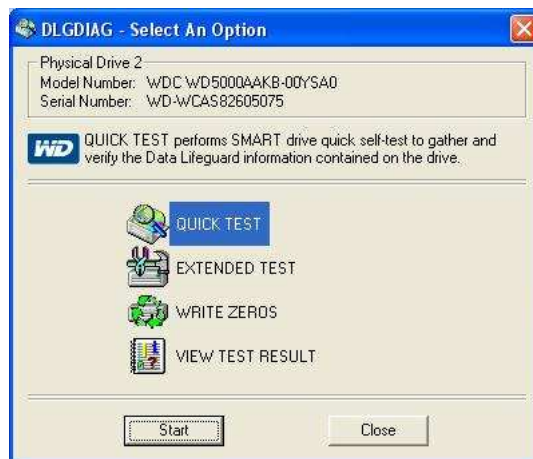 DLGDIAG - Select An Option
Physical Drive 2
Model Number: WDC WD5000AAKB-00YSA0
Serial Number: WD-WCAS82605075
WD
QUICK TEST performs SMART drive quick self-test to gather and
verify the Data Lifeguard information contained on the drive.
QUICK TEST
EXTENDED TEST
WRITE ZEROS
VIEW TEST RESULT
Start
Close